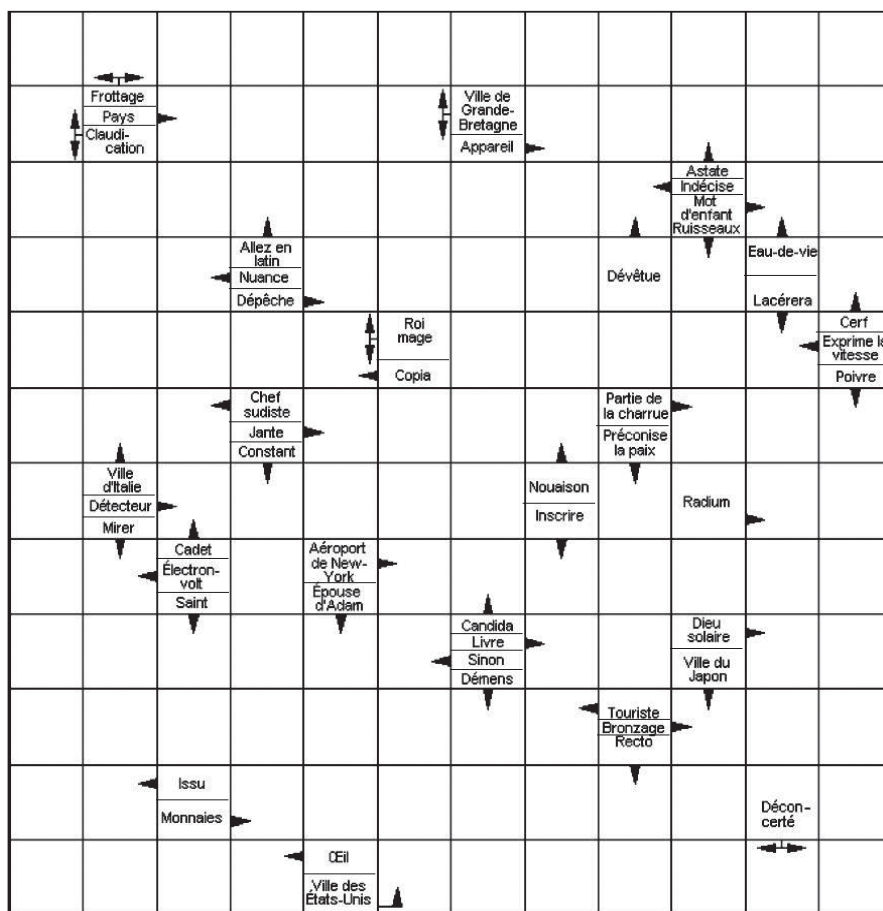 Frottage
Pays
Claudi-
cation
Ville de
Grande-
Bretagne
Appareil
Astate
Indécise
Mot
d'enfant
Ruisseaux
Allez en
latin
Nuance
Dépêche
Dévêtue
Eau-de-vie
Lacérera
Roi
mage
Copia
Cerf
Exprime la
vitesse
Poivre
Chef
sudiste
Jante
Constant
Partie de
la charrue
Préconise
la paix
Ville
d'Italie
Détecteur
Mirer
Nouaison
Inscrire
Radium
Cadet
Électron-
volt
Saint
Aéroport
de New-
York
Épouse
d'Adam
Candida
Livre
Sinon
Démens
Dieu
solaire
Ville du
Japon
Touriste
Bronzage
Recto
Issu
Monnaies
Décon-
certé
Œil
Ville des
États-Unis